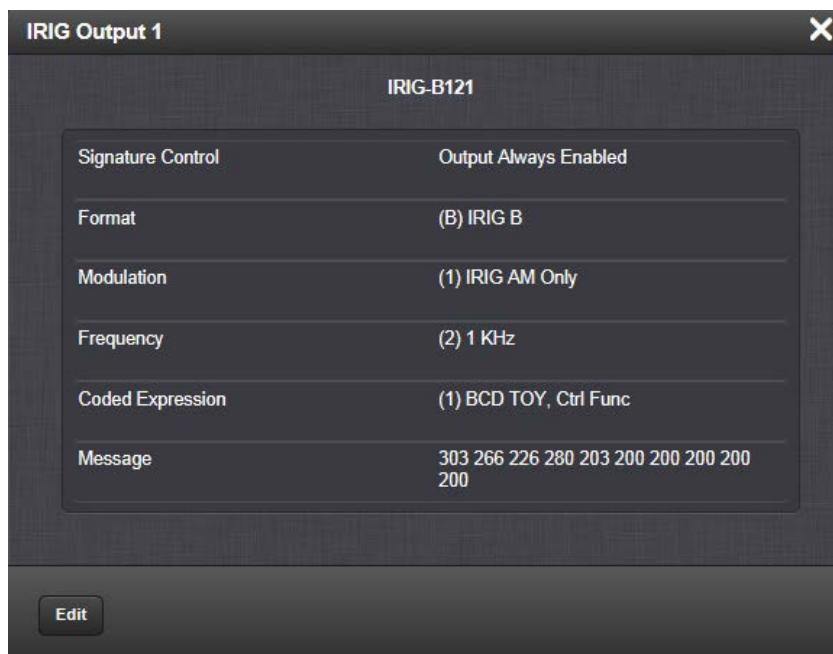 IRIG Output 1
IRIG-B121
Signature Control Output Always Enabled
Format (B) IRIG B
Modulation (1) IRIG AM Only
Frequency (2) 1 KHz
Coded Expression (1) BCD TOY, Ctrl Func
Message 303 266 226 280 203 200 200 200 200
200
Edit